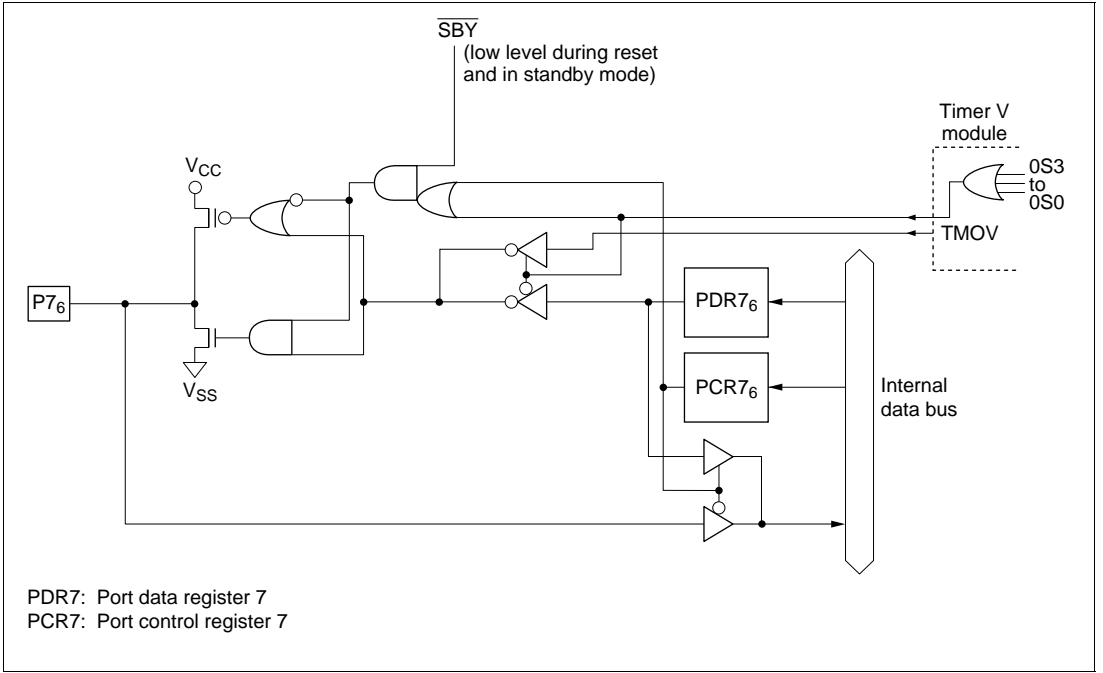 SBY
(low level during reset
and in standby mode)
Timer V
module
VCC
0S3
to
0S0
TMOV
P76
PDR76
PCR76
VSS
Internal
data bus
PDR7: Port data register 7
PCR7: Port control register 7